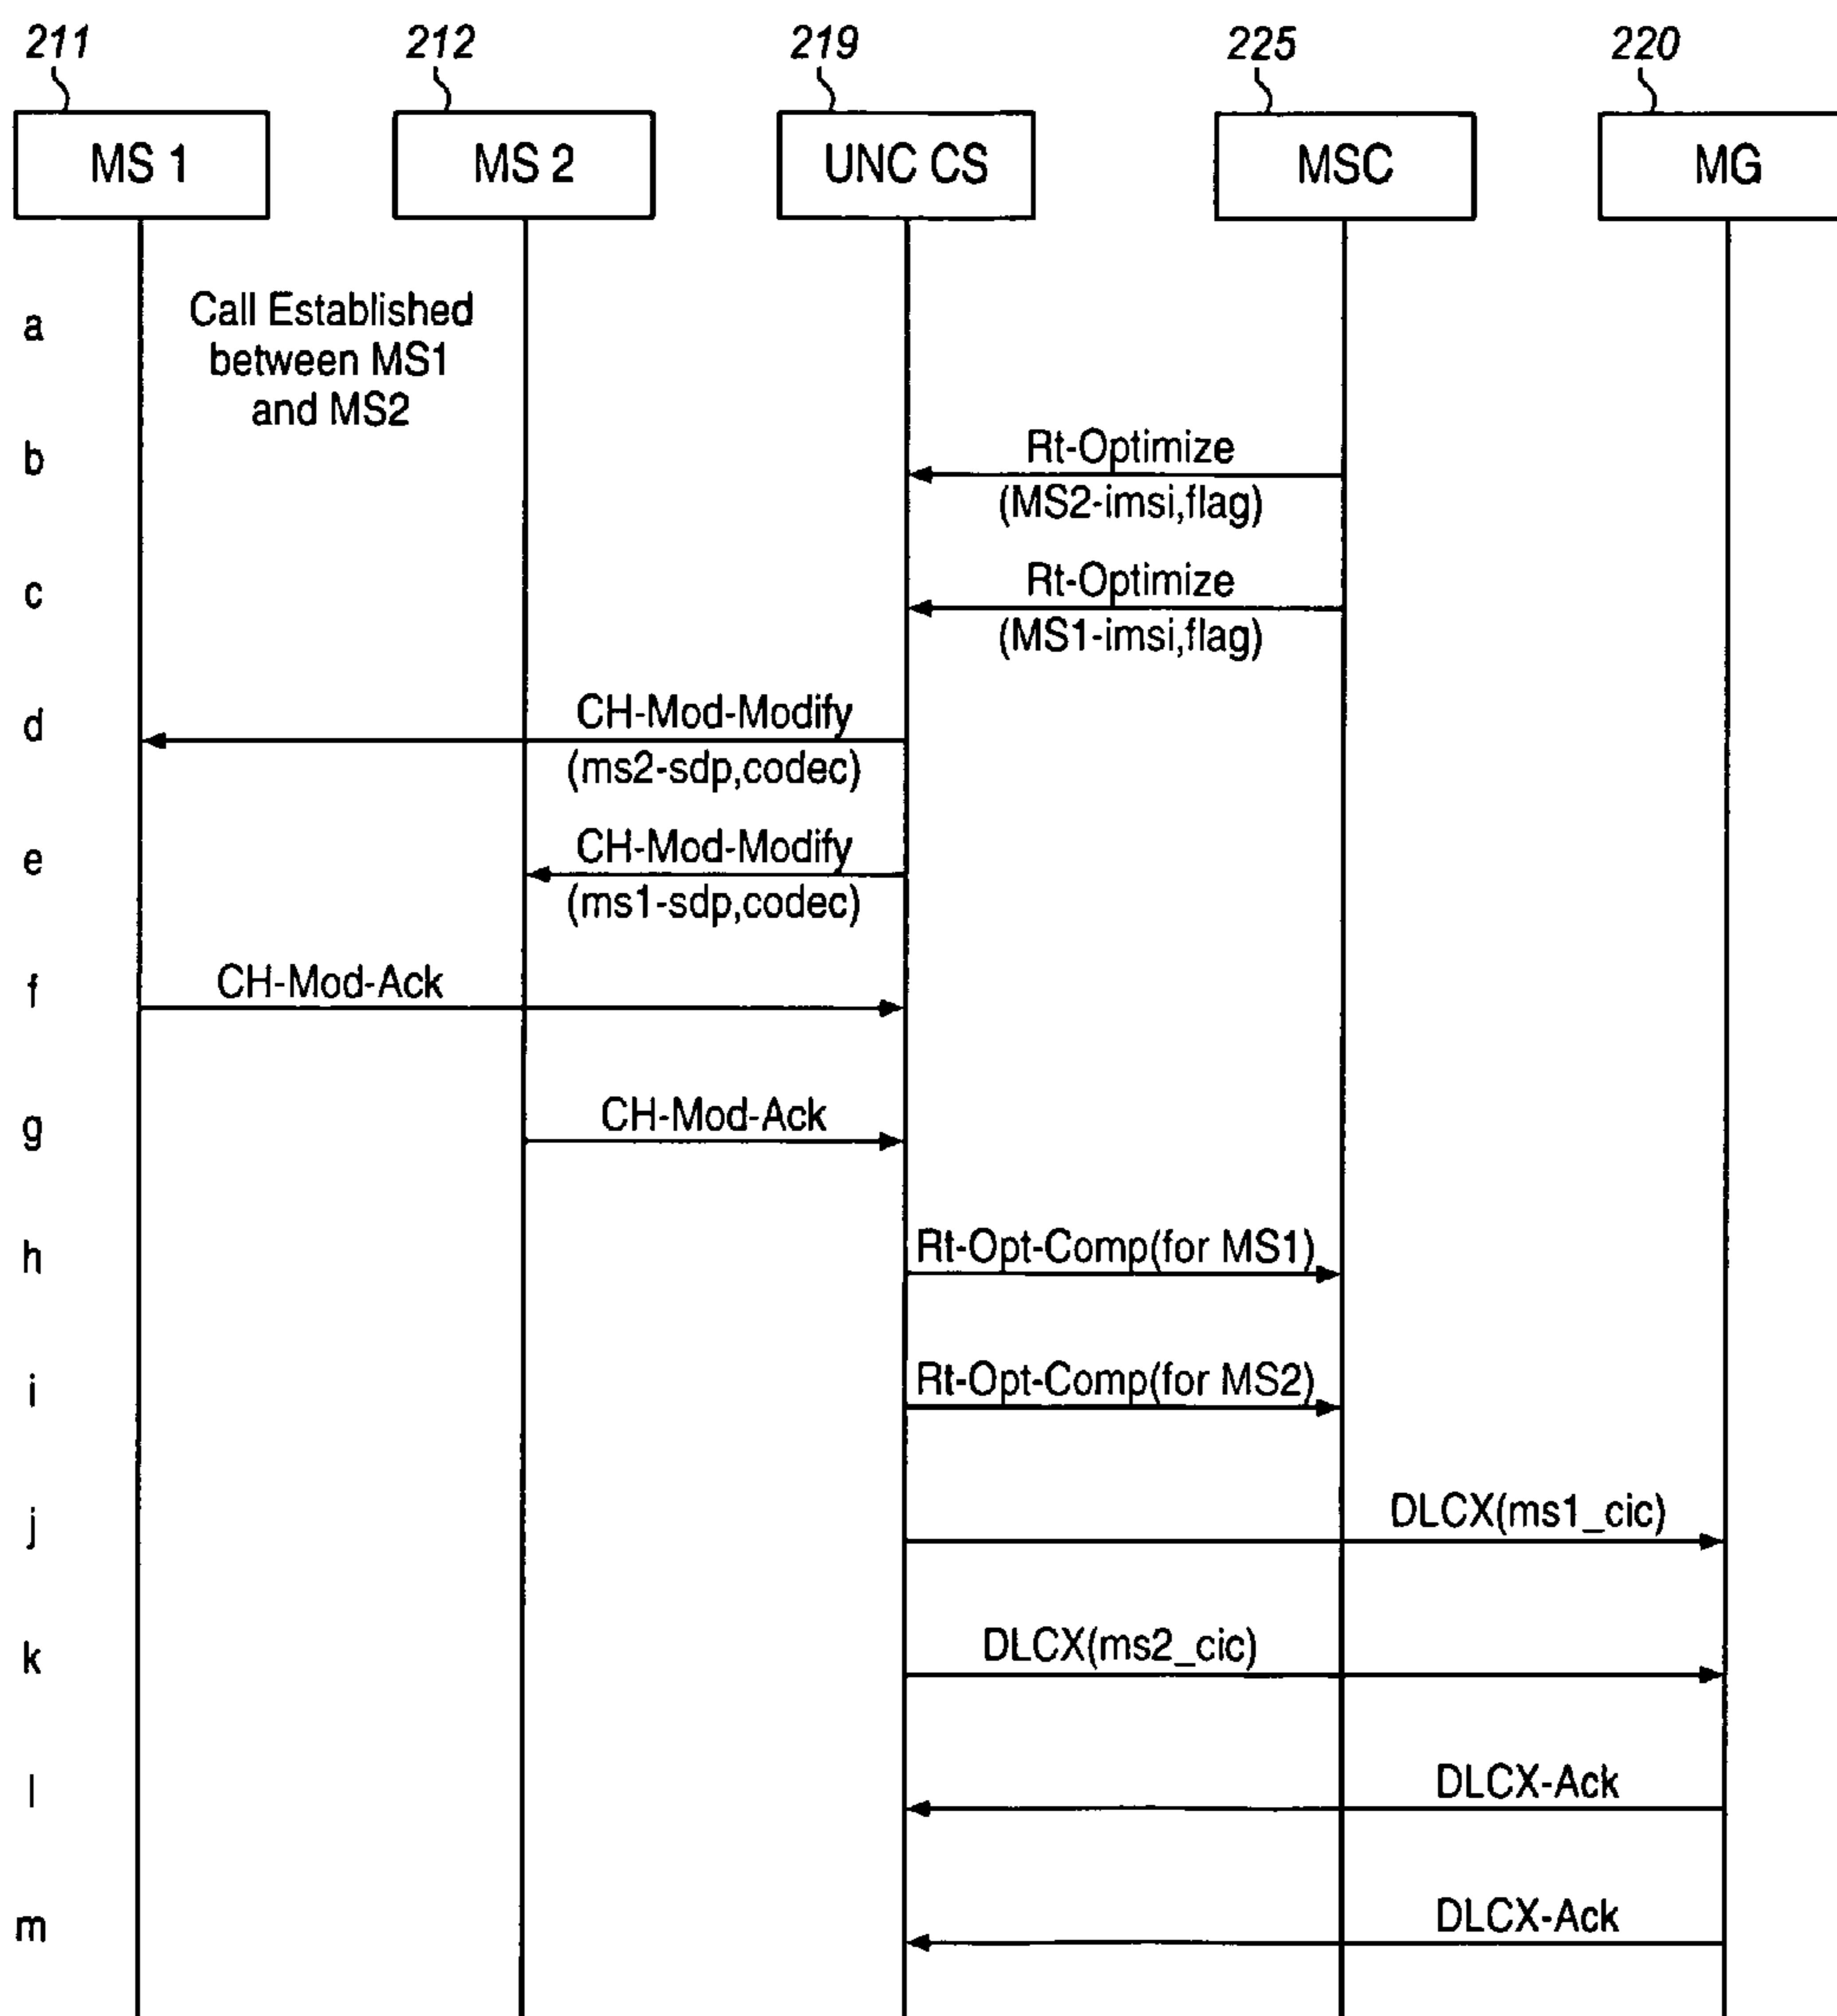 211 212 219 225 220
MS 1 MS 2 UNC CS MSC MG
a
Call Established
between MS1
and MS2
b
Rt-Optimize
(MS2-imsi,flag)
c
Rt-Optimize
(MS1-imsi,flag)
d
CH-Mod-Modify
(ms2-sdp,codec)
e
CH-Mod-Modify
(ms1-sdp,codec)
f
CH-Mod-Ack
g
CH-Mod-Ack
h
Rt-Opt-Comp(for MS1)
i
Rt-Opt-Comp(for MS2)
j
DLCX(ms1_cic)
k
DLCX(ms2_cic)
l
DLCX-Ack
m
DLCX-Ack